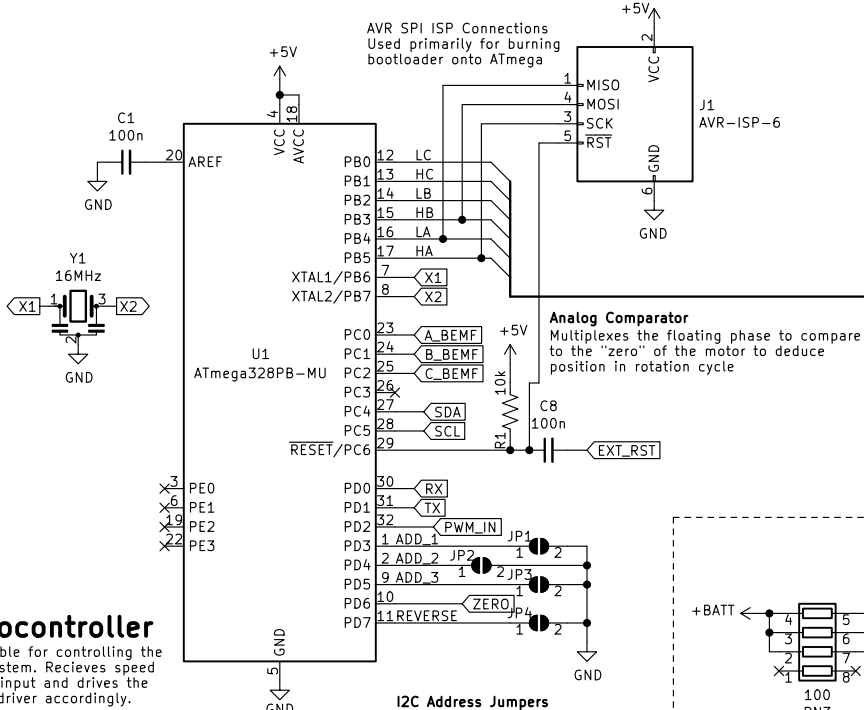 AVR SPI ISP Connections
Used primarily for burning
bootloader onto ATmega
+5V
2
VCC
1 MISO
4 MOSI
3 SCK
5 RST
GND
6
GND
J1
AVR-ISP-6
+5V
4
18
VCC
AVCC
C1
100n
GND
20 AREF
PB0 12 LC
PB1 13 HC
PB2 14 LB
PB3 15 HB
PB4 16 LA
PB5 17 HA
XTAL1/PB6 7 X1
XTAL2/PB7 8 X2
Y1
16MHz
X1 1 3 X2
2
GND
U1
ATmega328PB-MU
PC0 23 A_BEMF
PC1 24 B_BEMF
PC2 25 C_BEMF
PC3 26
PC4 27 SDA
PC5 28 SCL
RESET/PC6 29
+5V
10k
R1
C8
100n
EXT_RST
Analog Comparator
Multiplexes the floating phase to compare
to the "zero" of the motor to deduce
position in rotation cycle
3 PE0
6 PE1
19 PE2
22 PE3
PD0 30 RX
PD1 31 TX
PD2 32 PWM_IN
PD3 1 ADD_1 JP1 1 2
PD4 2 ADD_2 JP2 1 2
PD5 9 ADD_3 JP3 1 2
PD6 10 ZERO
PD7 11 REVERSE JP4 1 2
GND
GND
5
GND
ocontroller
ble for controlling the
stem. Recieves speed
input and drives the
driver accordingly.
I2C Address Jumpers
+BATT
4 5
3 6
2 7
1 8
100